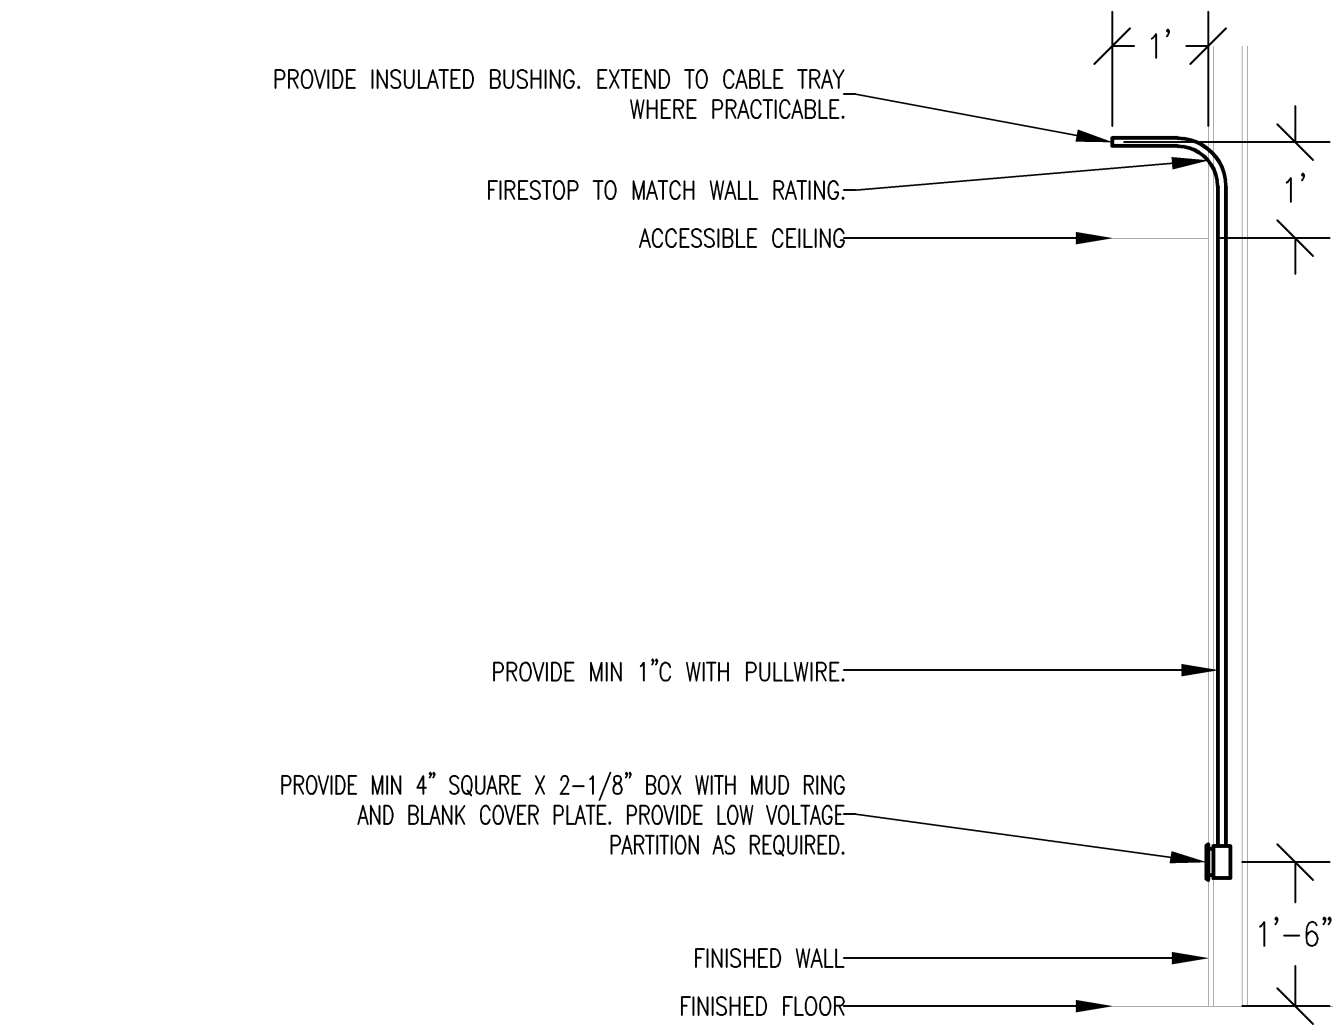 1'
PROVIDE INSULATED BUSHING. EXTEND TO CABLE TRAY
WHERE PRACTICABLE.
FIRESTOP TO MATCH WALL RATING.
1'
ACCESSIBLE CEILING
PROVIDE MIN 1”C WITH PULLWIRE.
PROVIDE MIN 4” SQUARE X 2-1/8” BOX WITH MUD RING
AND BLANK COVER PLATE. PROVIDE LOW VOLTAGE
PARTITION AS REQUIRED.
1'-6”
FINISHED WALL
FINISHED FLOOR